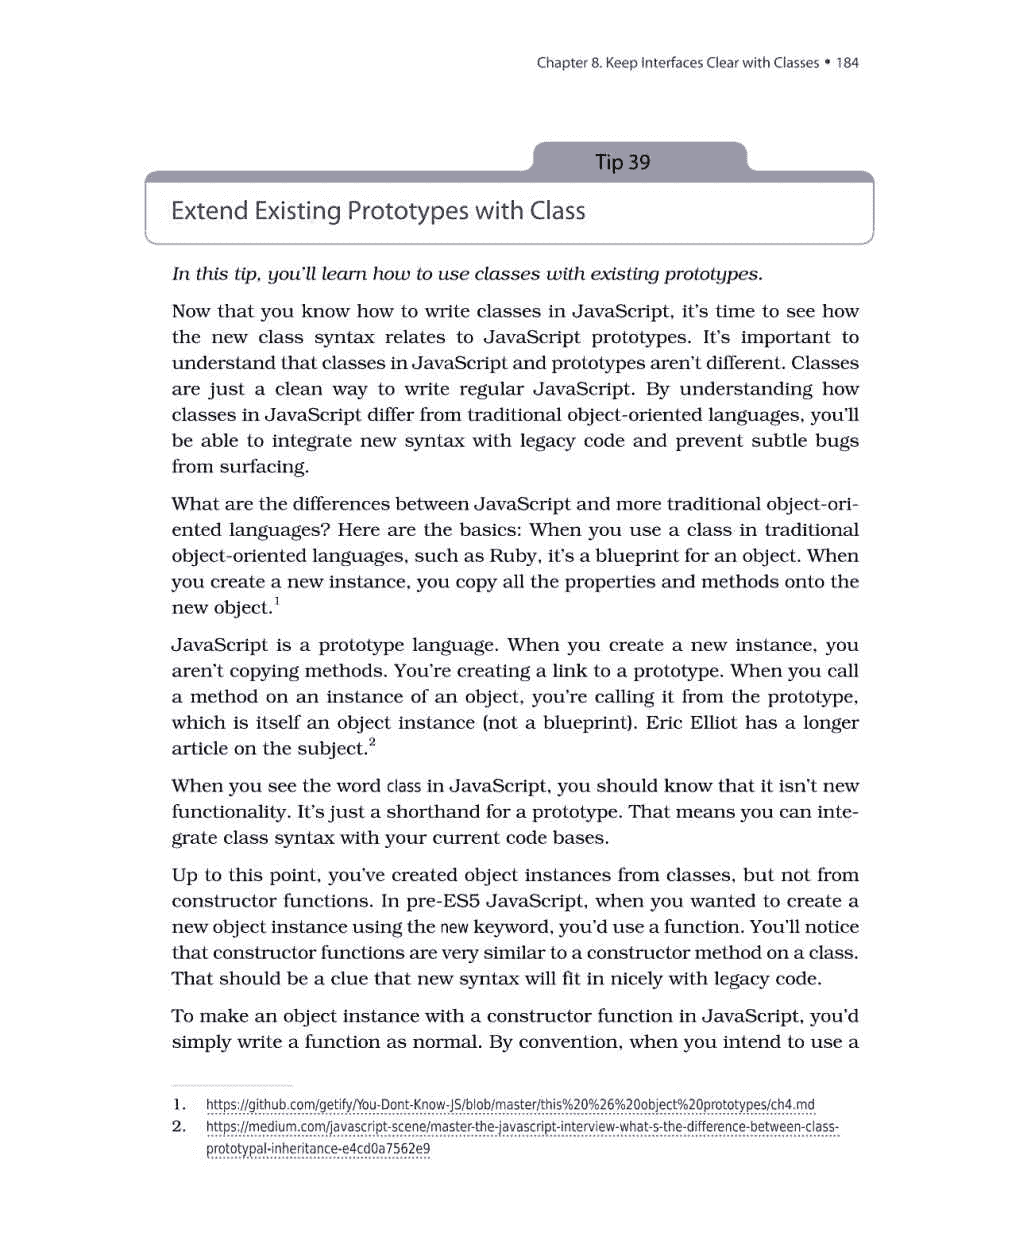 Chapter 8. Keep Interfaces Clear with Classes • 184
Tip 39
Extend Existing Prototypes with Class
In this tip, you'll learn how to use classes with existing prototypes.
Now that you know how to write classes in JavaScript, it's time to see how
the new class syntax relates to JavaScript prototypes. It's important to
understand that classes in JavaScript and prototypes aren't different. Classes
are just a clean way to write regular JavaScript. By understanding how
classes in JavaScript differ from traditional object-oriented languages, you'll
be able to integrate new syntax with legacy code and prevent subtle bugs
from surfacing.
What are the differences between JavaScript and more traditional object-ori-
ented languages? Here are the basics: When you use a class in traditional
object-oriented languages, such as Ruby, it's a blueprint for an object. When
you create a new instance, you copy all the properties and methods onto the
new object.1
JavaScript is a prototype language. When you create a new instance, you
aren't copying methods. You're creating a link to a prototype. When you call
a method on an instance of an object, you're calling it from the prototype,
which is itself an object instance (not a blueprint). Eric Elliot has a longer
article on the subject.2
When you see the word class in JavaScript, you should know that it isn't new
functionality. It's just a shorthand for a prototype. That means you can inte-
grate class syntax with your current code bases.
Up to this point, you've created object instances from classes, but not from
constructor functions. In pre-ES5 JavaScript, when you wanted to create a
new object instance using the new keyword, you'd use a function. You'll notice
that constructor functions are very similar to a constructor method on a class.
That should be a clue that new syntax will fit in nicely with legacy code.
To make an object instance with a constructor function in JavaScript, you'd
simply write a function as normal. By convention, when you intend to use a
1. https://github.com/getify/You-Dont-Know-JS/blob/master/this%20%26%20object%20prototypes/ch4.md
2. https://medium.com/javascript-scene/master-the-javascript-interview-what-s-the-difference-between-class-
prototypal-inheritance-e4cd0a7562e9